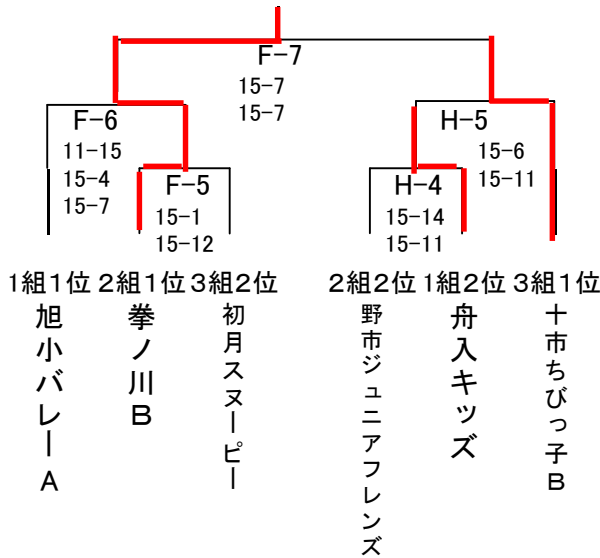 F-7
15-7
15-7
F-6
11-15
15-4
15-7
H-5
15-6
15-11
F-5
15-1
15-12
H-4
15-14
15-11
1組1位 2組1位 3組2位 2組2位 1組2位 3組1位
旭小バレーA
拳ノ川B
初月スヌーピー
野市ジュニアフレンズ
舟入キッズ
十市ちびっ子B